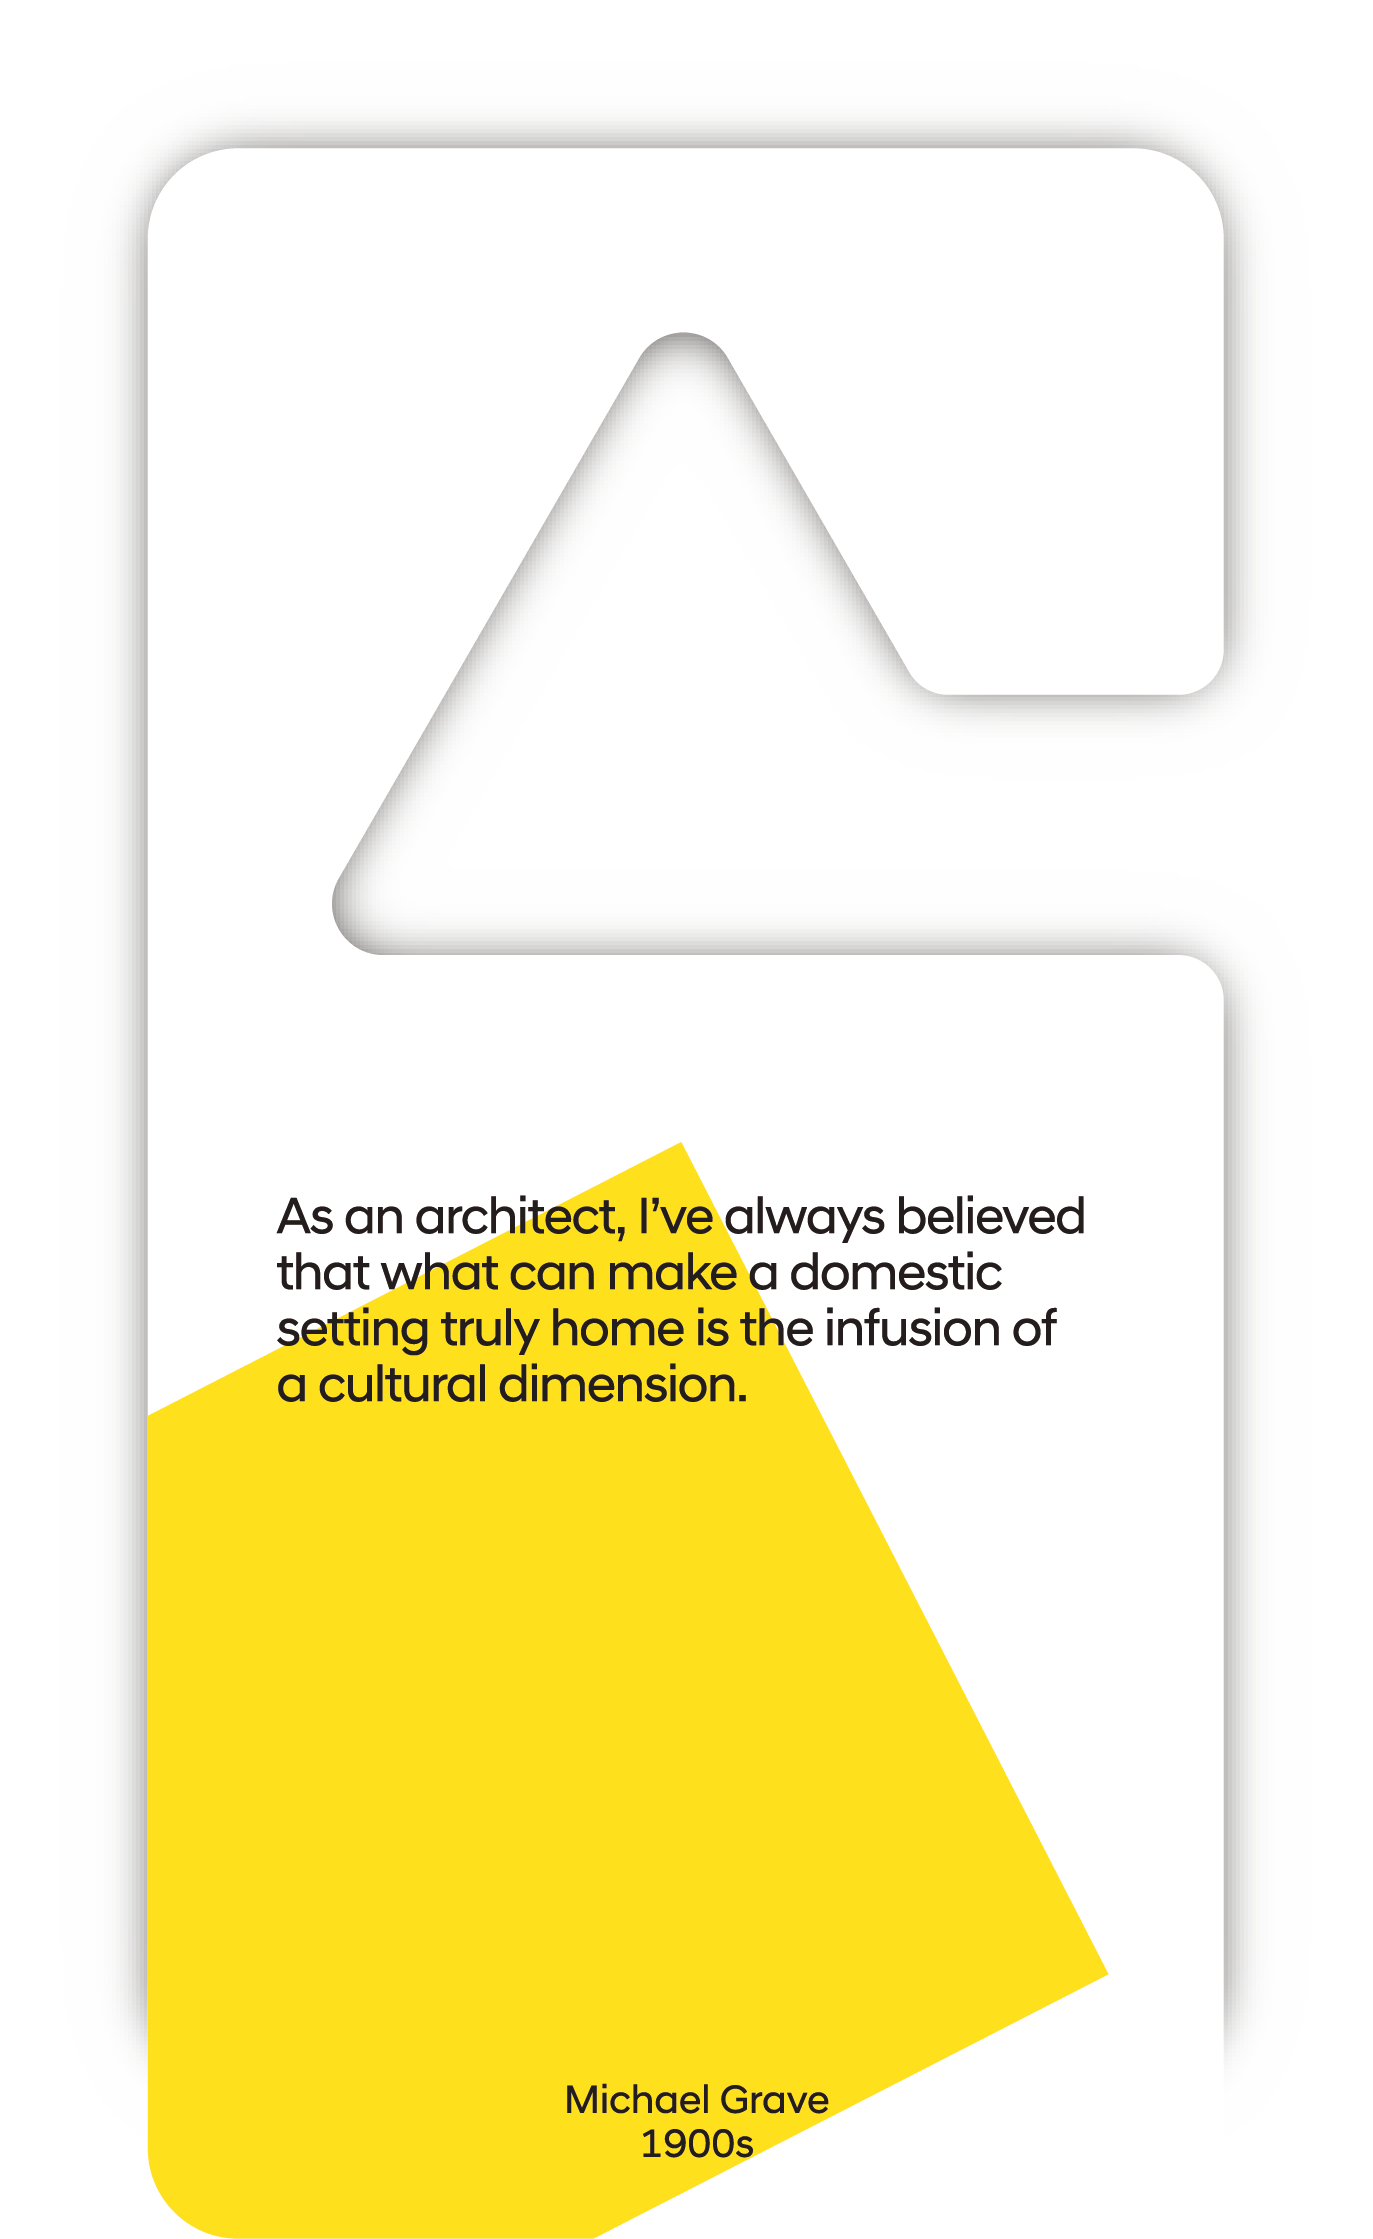 As an architect, I’ve always believed
that what can make a domestic
setting truly home is the infusion of
a cultural dimension.
Michael Grave
1900s